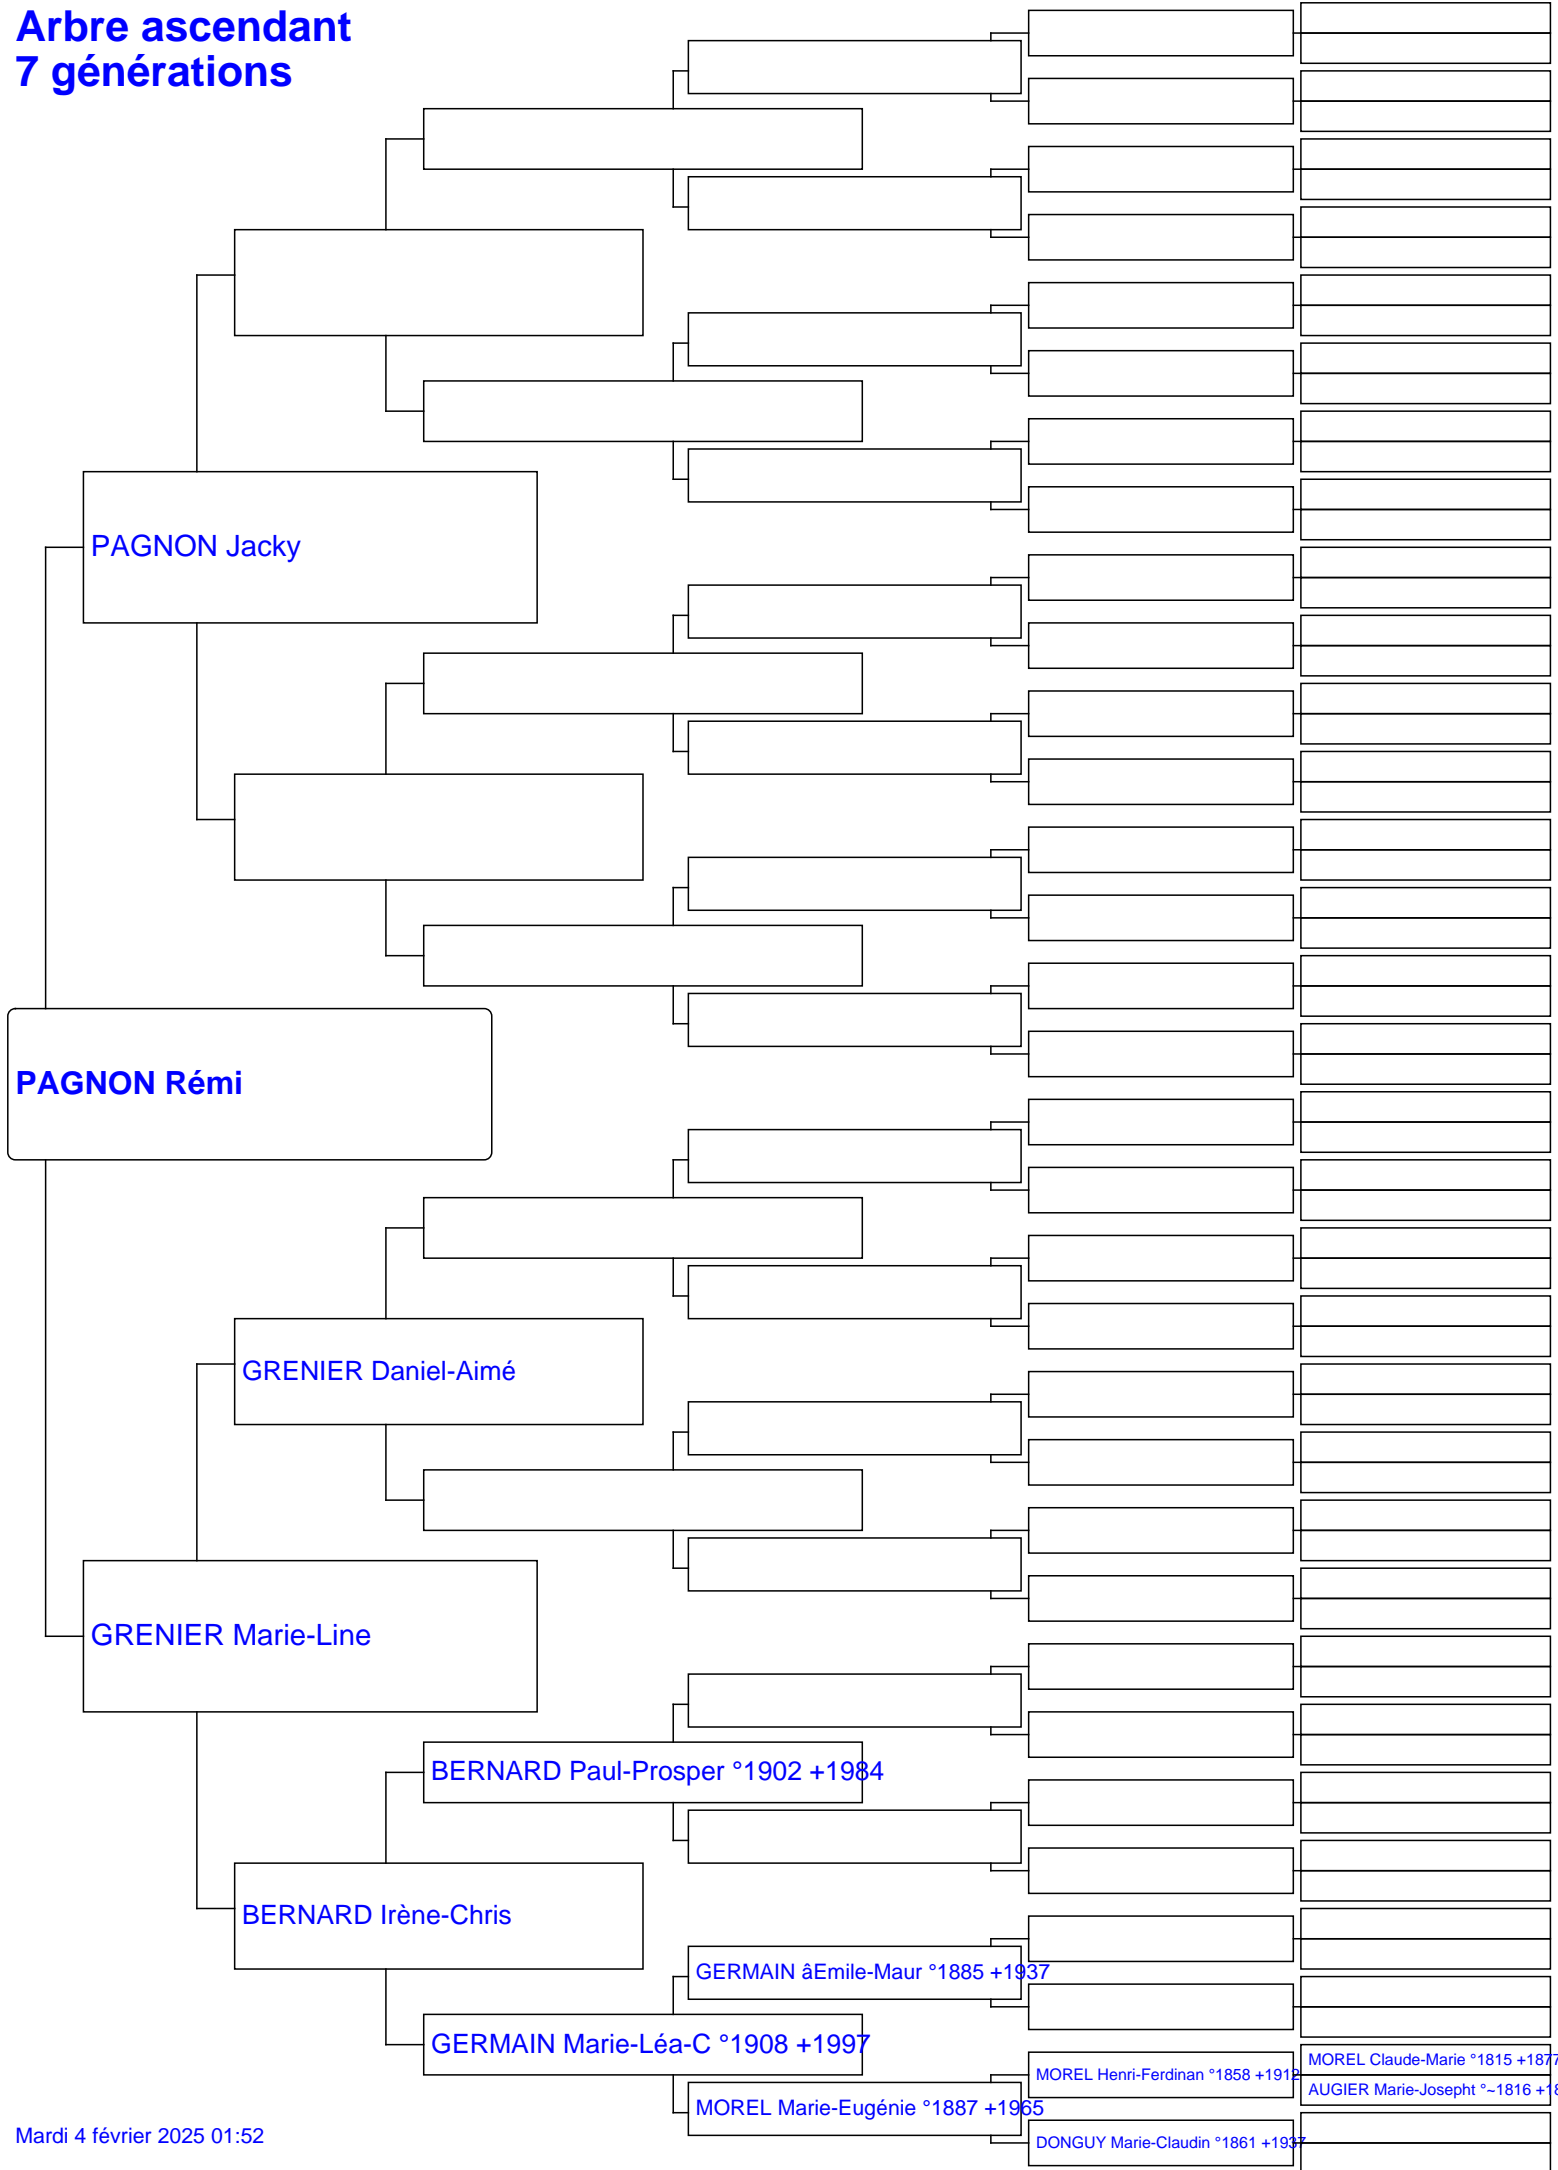 Arbre ascendant
7 générations
PAGNON Jacky
PAGNON Rémi
GRENIER Daniel-Aimé
GRENIER Marie-Line
BERNARD Paul-Prosper °1902 +1984
BERNARD Irène-Chris
GERMAIN âEmile-Maur °1885 +1937
GERMAIN Marie-Léa-C °1908 +1997
MOREL Claude-Marie °1815 +1877
MOREL Henri-Ferdinan °1858 +1912
AUGIER Marie-Josepht °~1816 +18
MOREL Marie-Eugénie °1887 +1965
DONGUY Marie-Claudin °1861 +1937
Mardi 4 février 2025 01:52